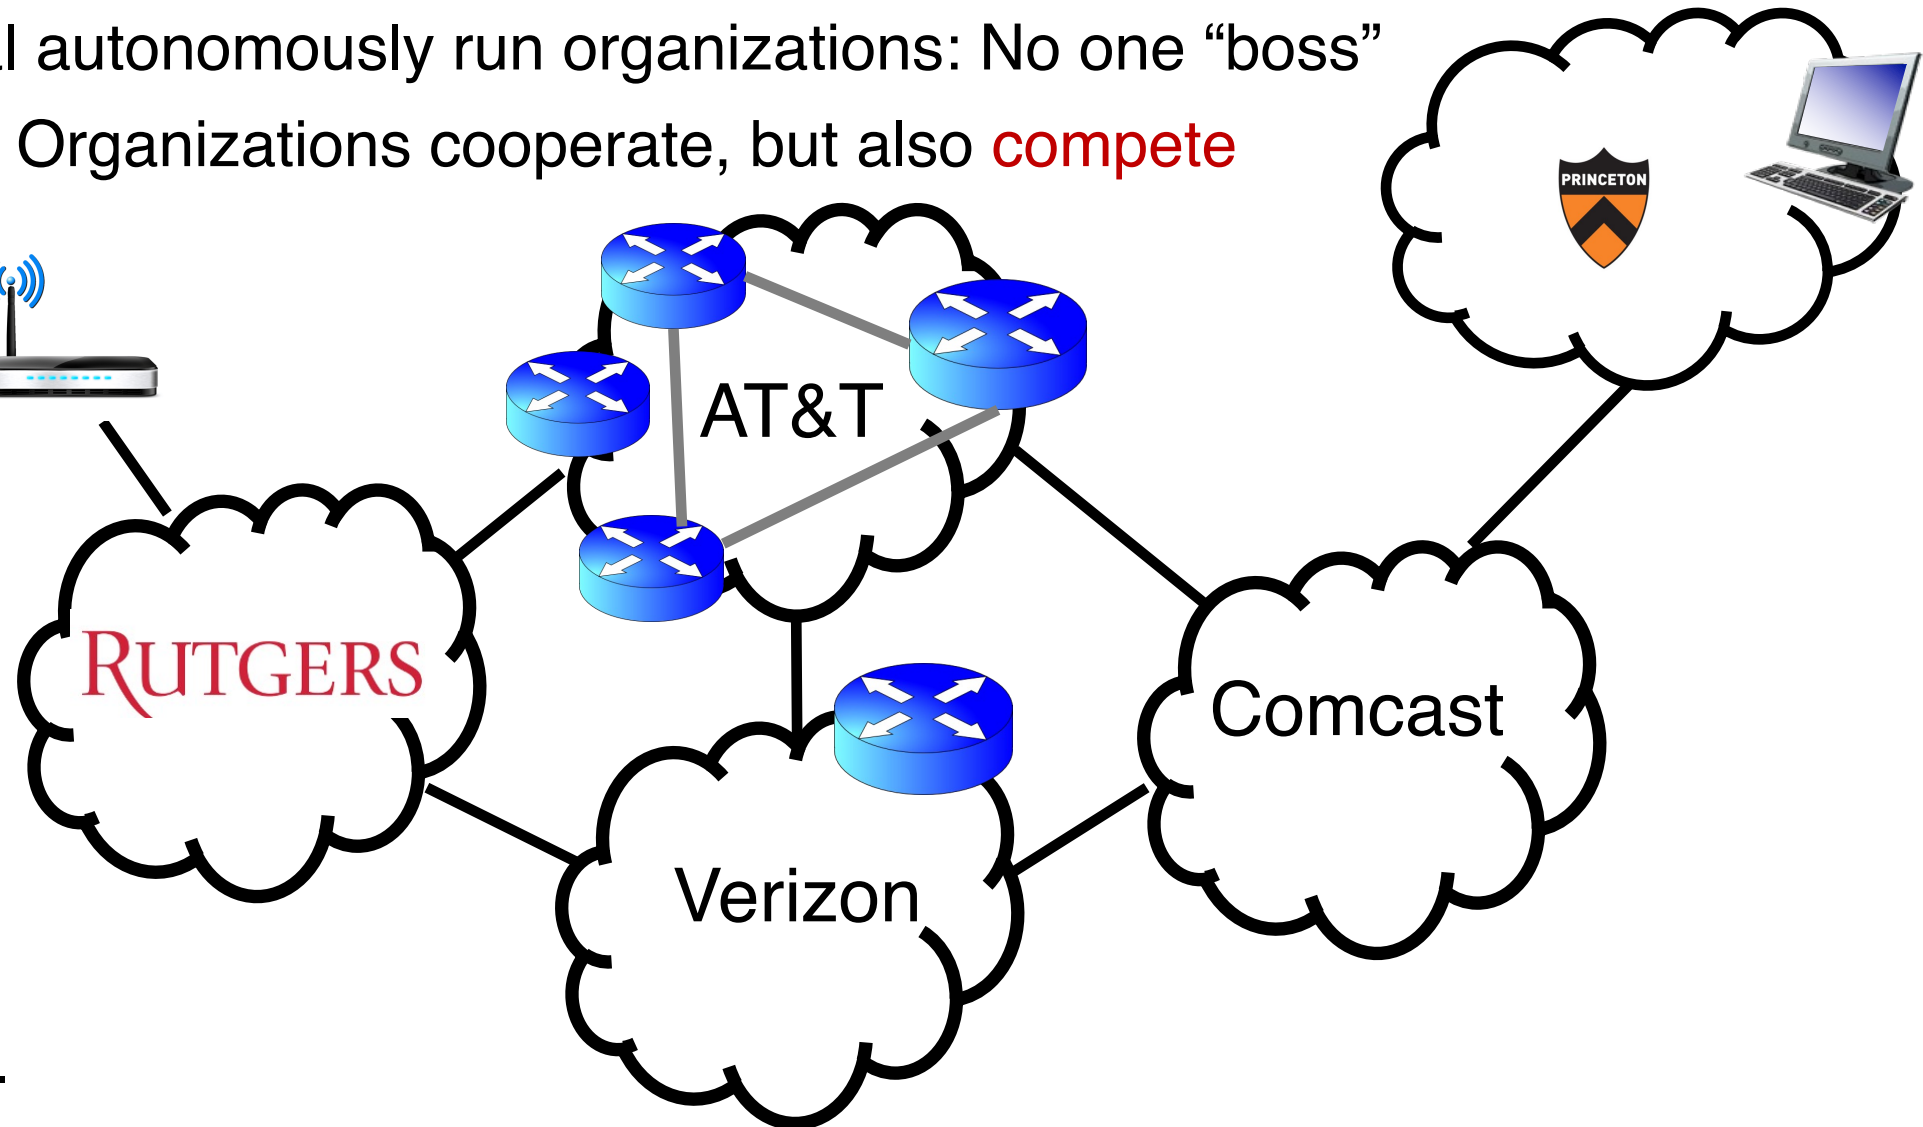 autonomously run organizations: No one “boss”
Organizations cooperate, but also compete
PRINCETON
AT&T
RUTGERS
Comcast
Verizon